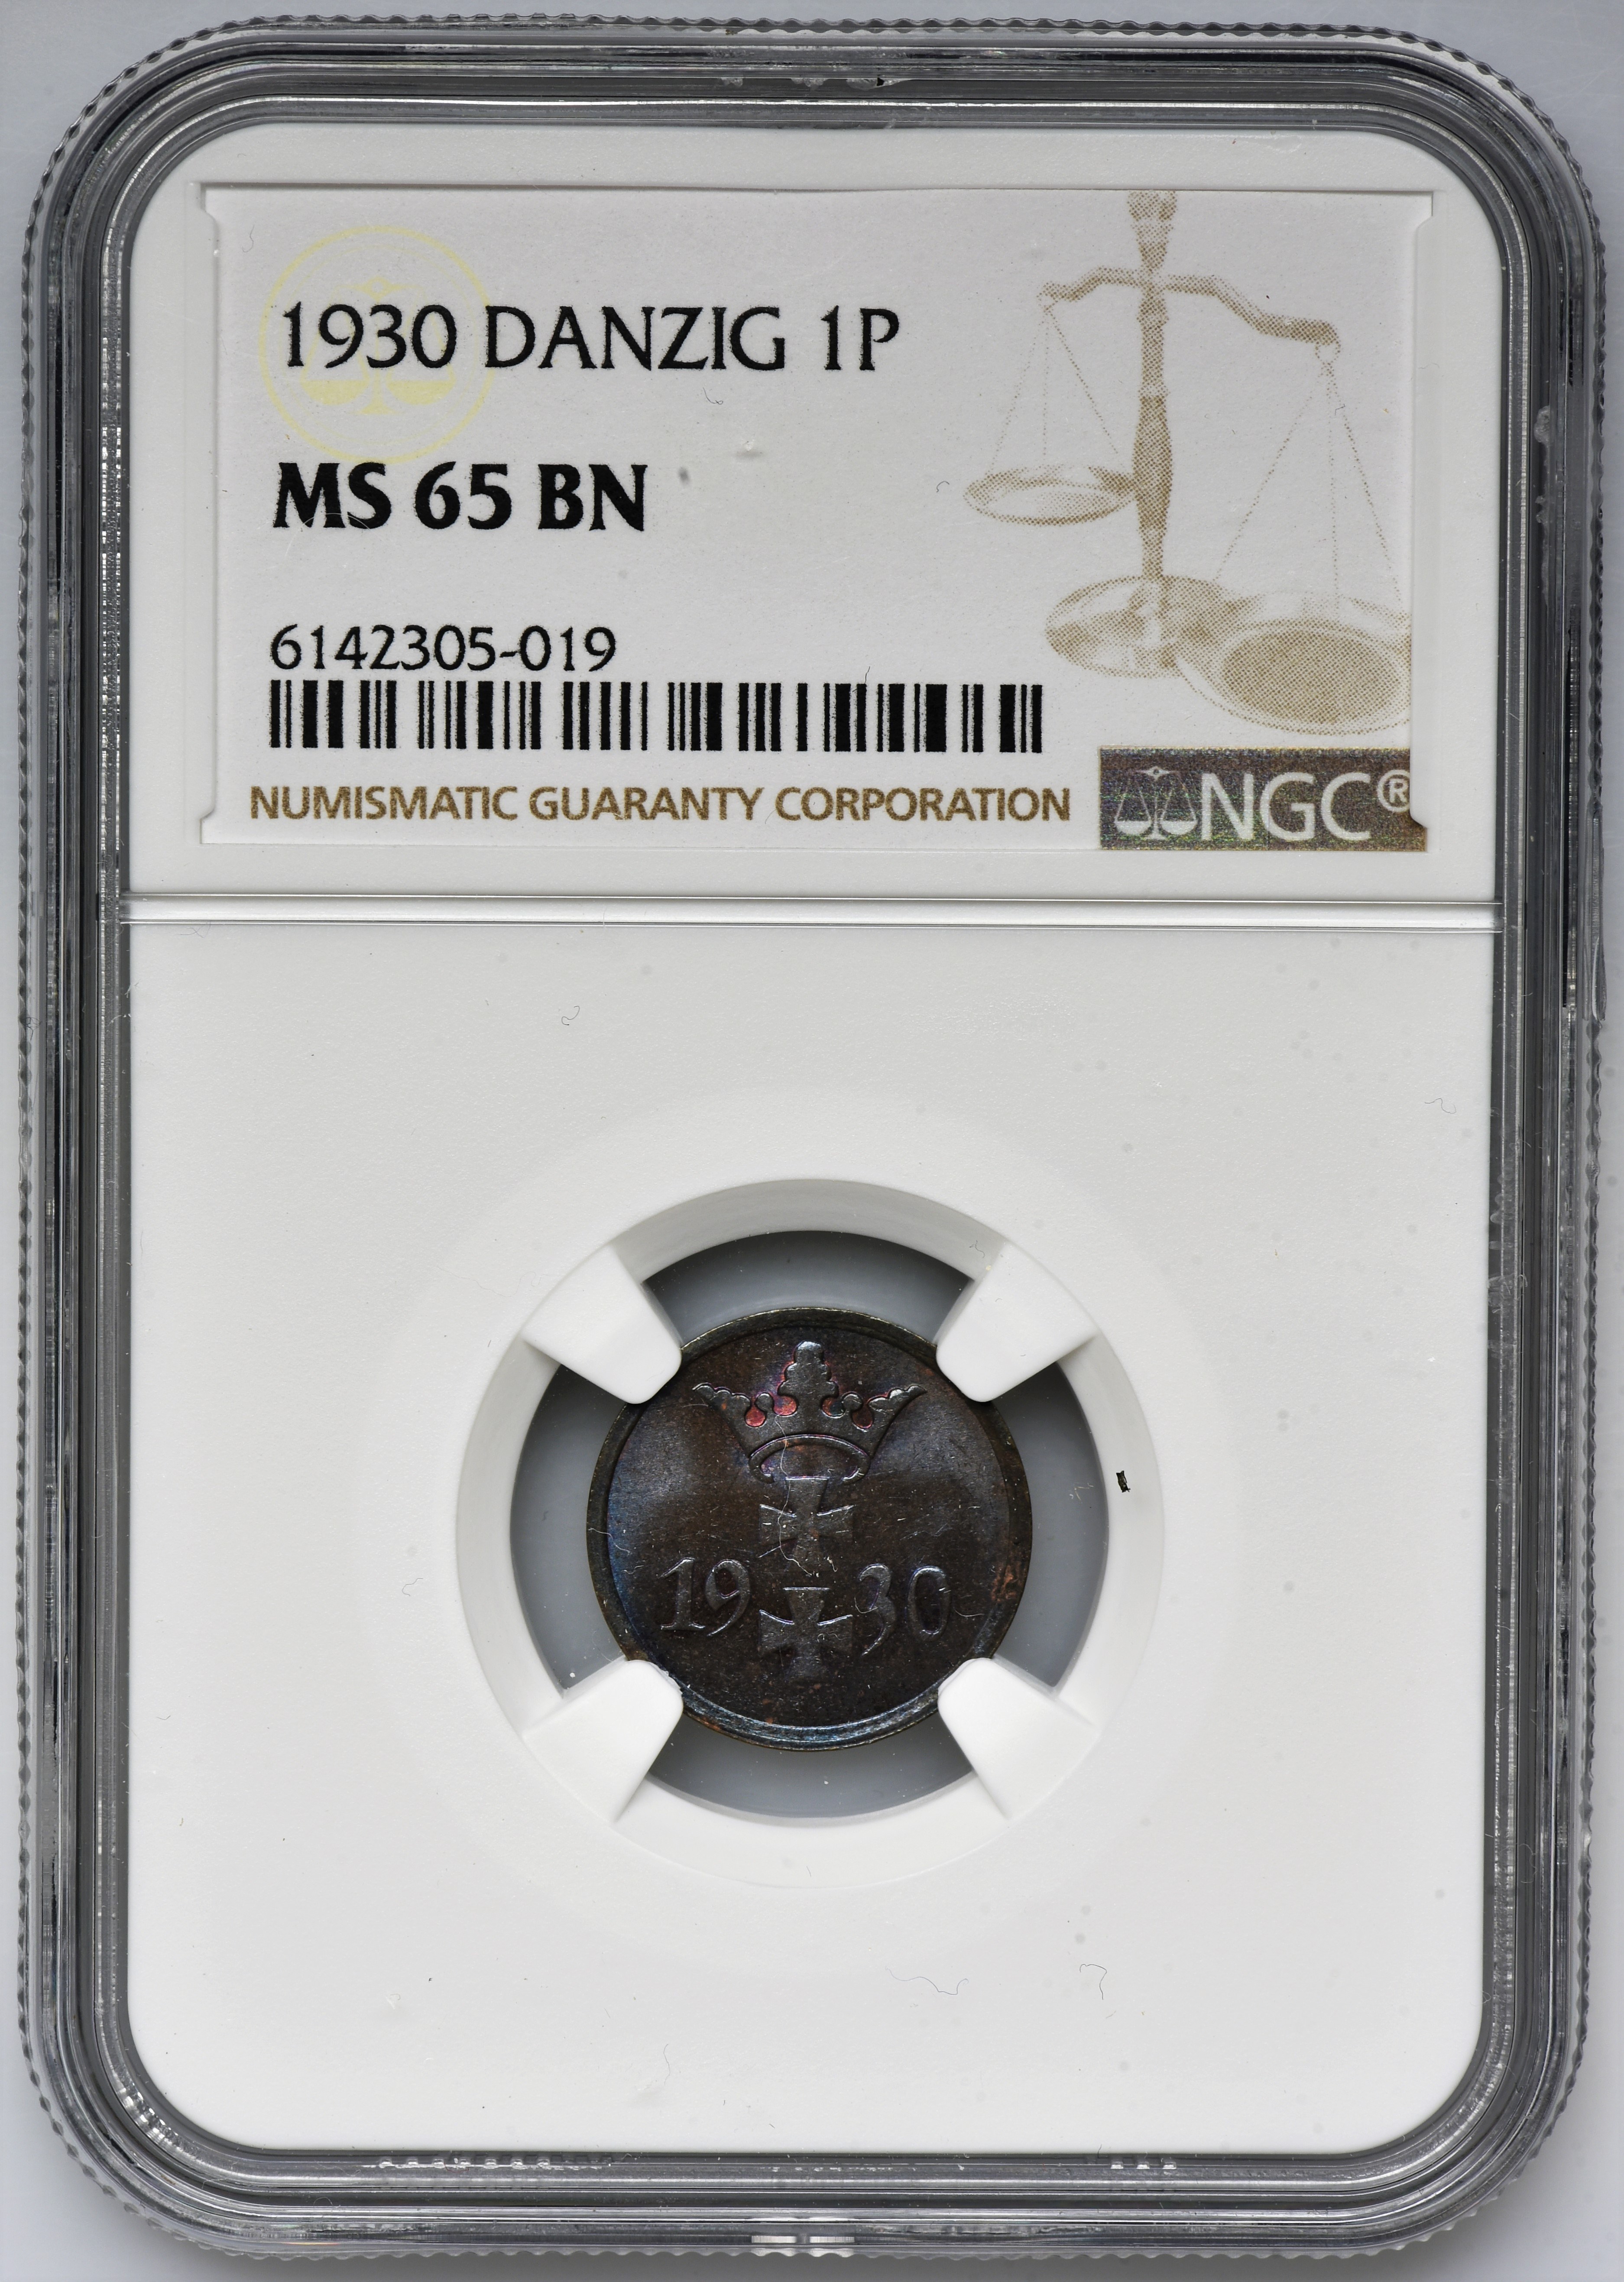 1930 DANZIG 1P
MS 65 BN
6142305-019
NUMISMATIC GUARANTY CORPORATION
NGC®
19 30